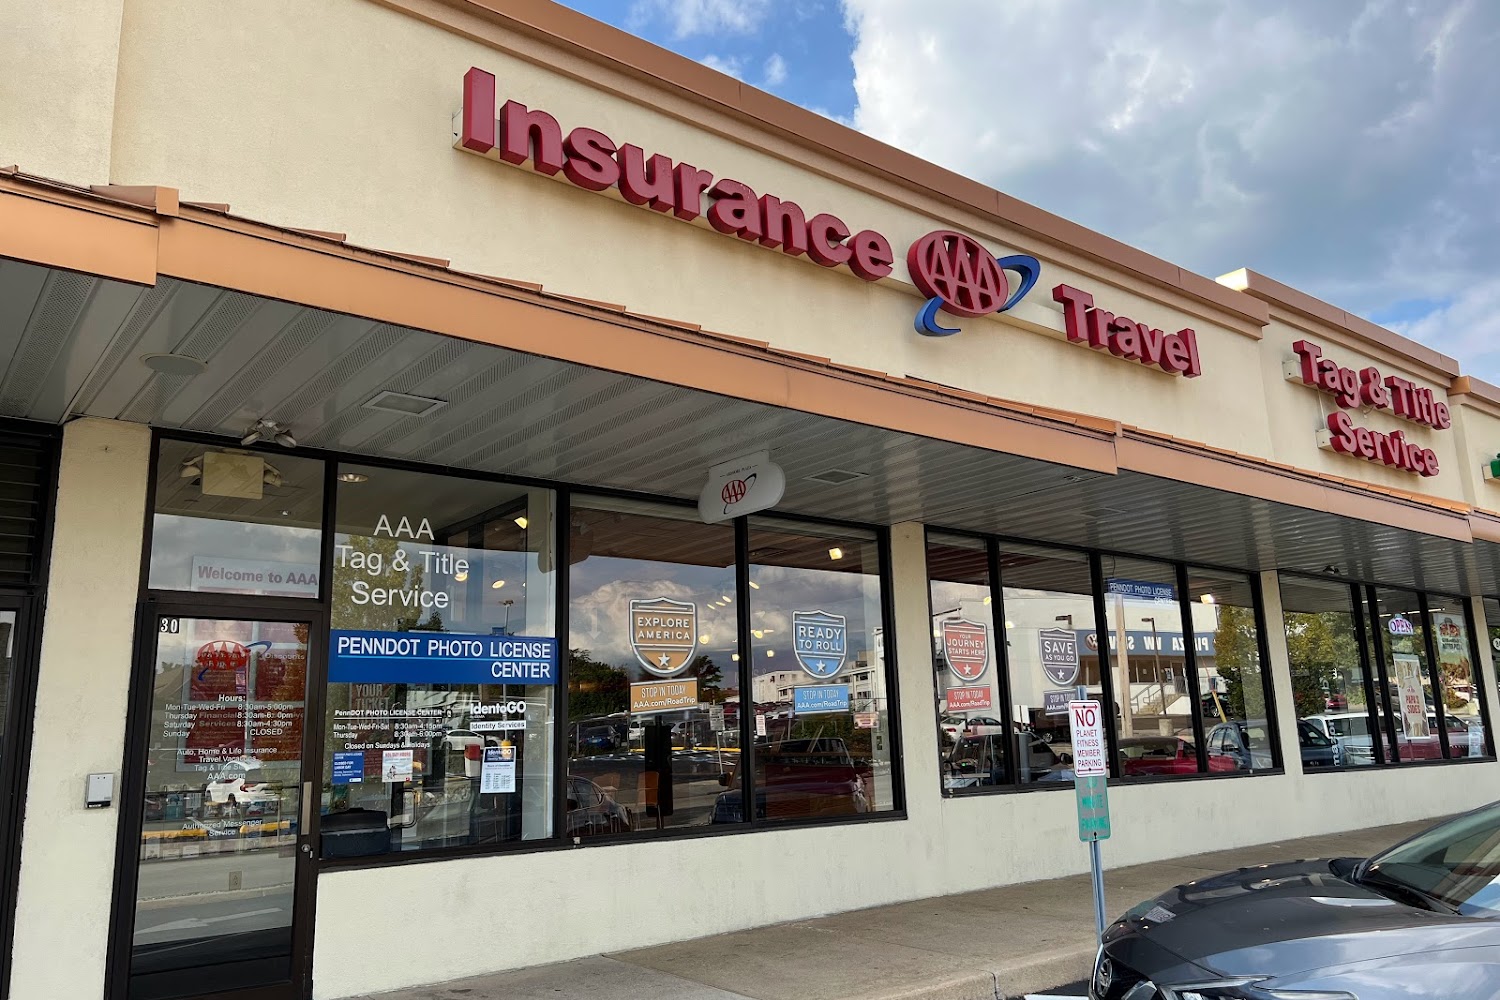 Insurance
AAA
Travel
Tag & Title
Service
AAA
AAA
Tag & Title
Service
Welcome to AAA
PENNDOT PHOTO LICENSE
CENTER
30
Hours:
Mon-Tue-Wed-Fri 8:30am-5:00pm
Thursday
Saturday 8:30am-4:30pm
Sunday CLOSED
Auto, Home & Life Insurance
AAA.com
Authorized Messenger
Service
PennDOT PHOTO LICENSE CENTER
Mon-Tue-Wed-Fri-Sat 8:30am-4:15pm
Thursday 8:30am-6:00pm
Closed on Sundays & Holidays
IdentoGO
Identity Services
EXPLORE
AMERICA
STOP IN TODAY
AAA.com/RoadTrip
READY
TO ROLL
STOP IN TODAY
AAA.com/RoadTrip
YOUR
JOURNEY
STARTS HERE
STOP IN TODAY
AAA.com/RoadTrip
SAVE
AS YOU GO
STOP IN TODAY
PENNDOT PHOTO LICENSE
CENTER
OPEN
NO
PLANET
FITNESS
MEMBER
PARKING